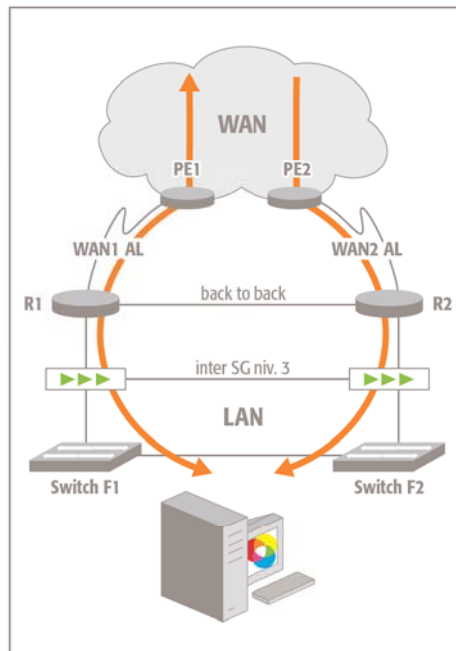 WAN
PE1
PE2
WAN1 AL
WAN2 AL
R1
back to back
R2
inter SG niv. 3
LAN
Switch F1
Switch F2